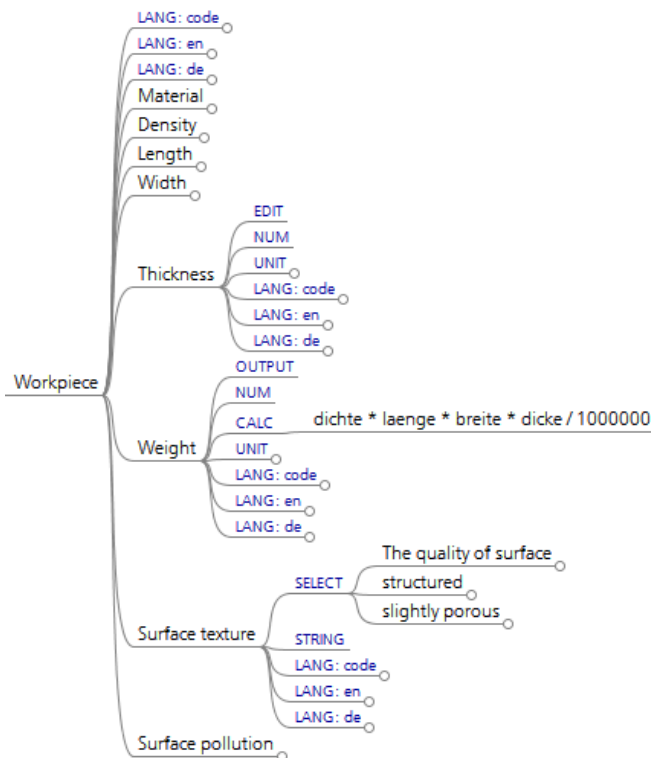 LANG: code
LANG: en
LANG: de
Material
Density
Length
Width
Thickness
EDIT
NUM
UNIT
LANG: code
LANG: en
LANG: de
Workpiece
Weight
OUTPUT
NUM
CALC
dichte * laenge * breite * dicke / 1000000
UNIT
LANG: code
LANG: en
LANG: de
Surface texture
SELECT
The quality of surface
structured
slightly porous
STRING
LANG: code
LANG: en
LANG: de
Surface pollution